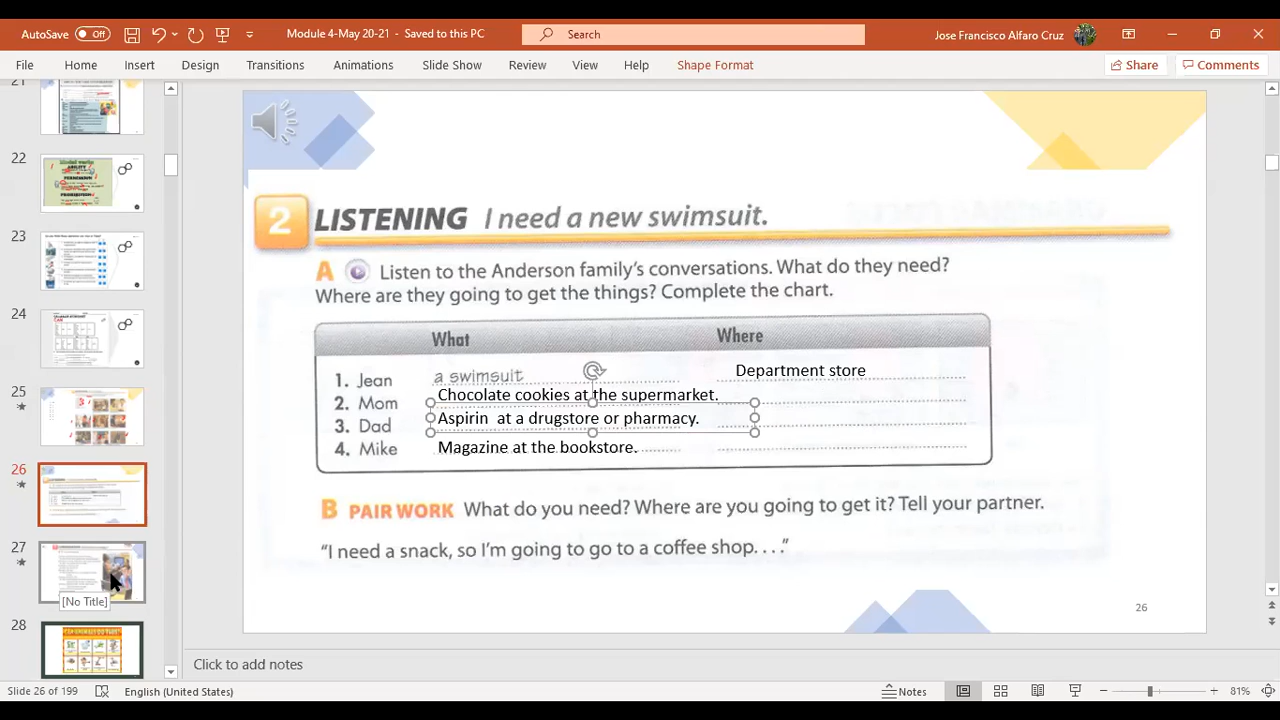 AutoSave Off Module 4-May 20-21 - Saved to this PC Search Jose Francisco Alfaro Cruz
File Home Insert Design Transitions Animations Slide Show Review View Help Shape Format Share Comments
21
22
23
24
25
26
27
[No Title]
28
CAN ANIMALS DO THIS?
2 LISTENING I need a new swimsuit.
A Listen to the Anderson family's conversations. What do they need?
Where are they going to get the things? Complete the chart.
What Where
1. Jean a swimsuit Department store
2. Mom Chocolate cookies at the supermarket.
3. Dad Aspirin at a drugstore or pharmacy.
4. Mike Magazine at the bookstore.
B PAIR WORK What do you need? Where are you going to get it? Tell your partner.
"I need a snack, so I'm going to go to a coffee shop. . . ."
26
Click to add notes
Slide 26 of 199 English (United States) Notes 81%